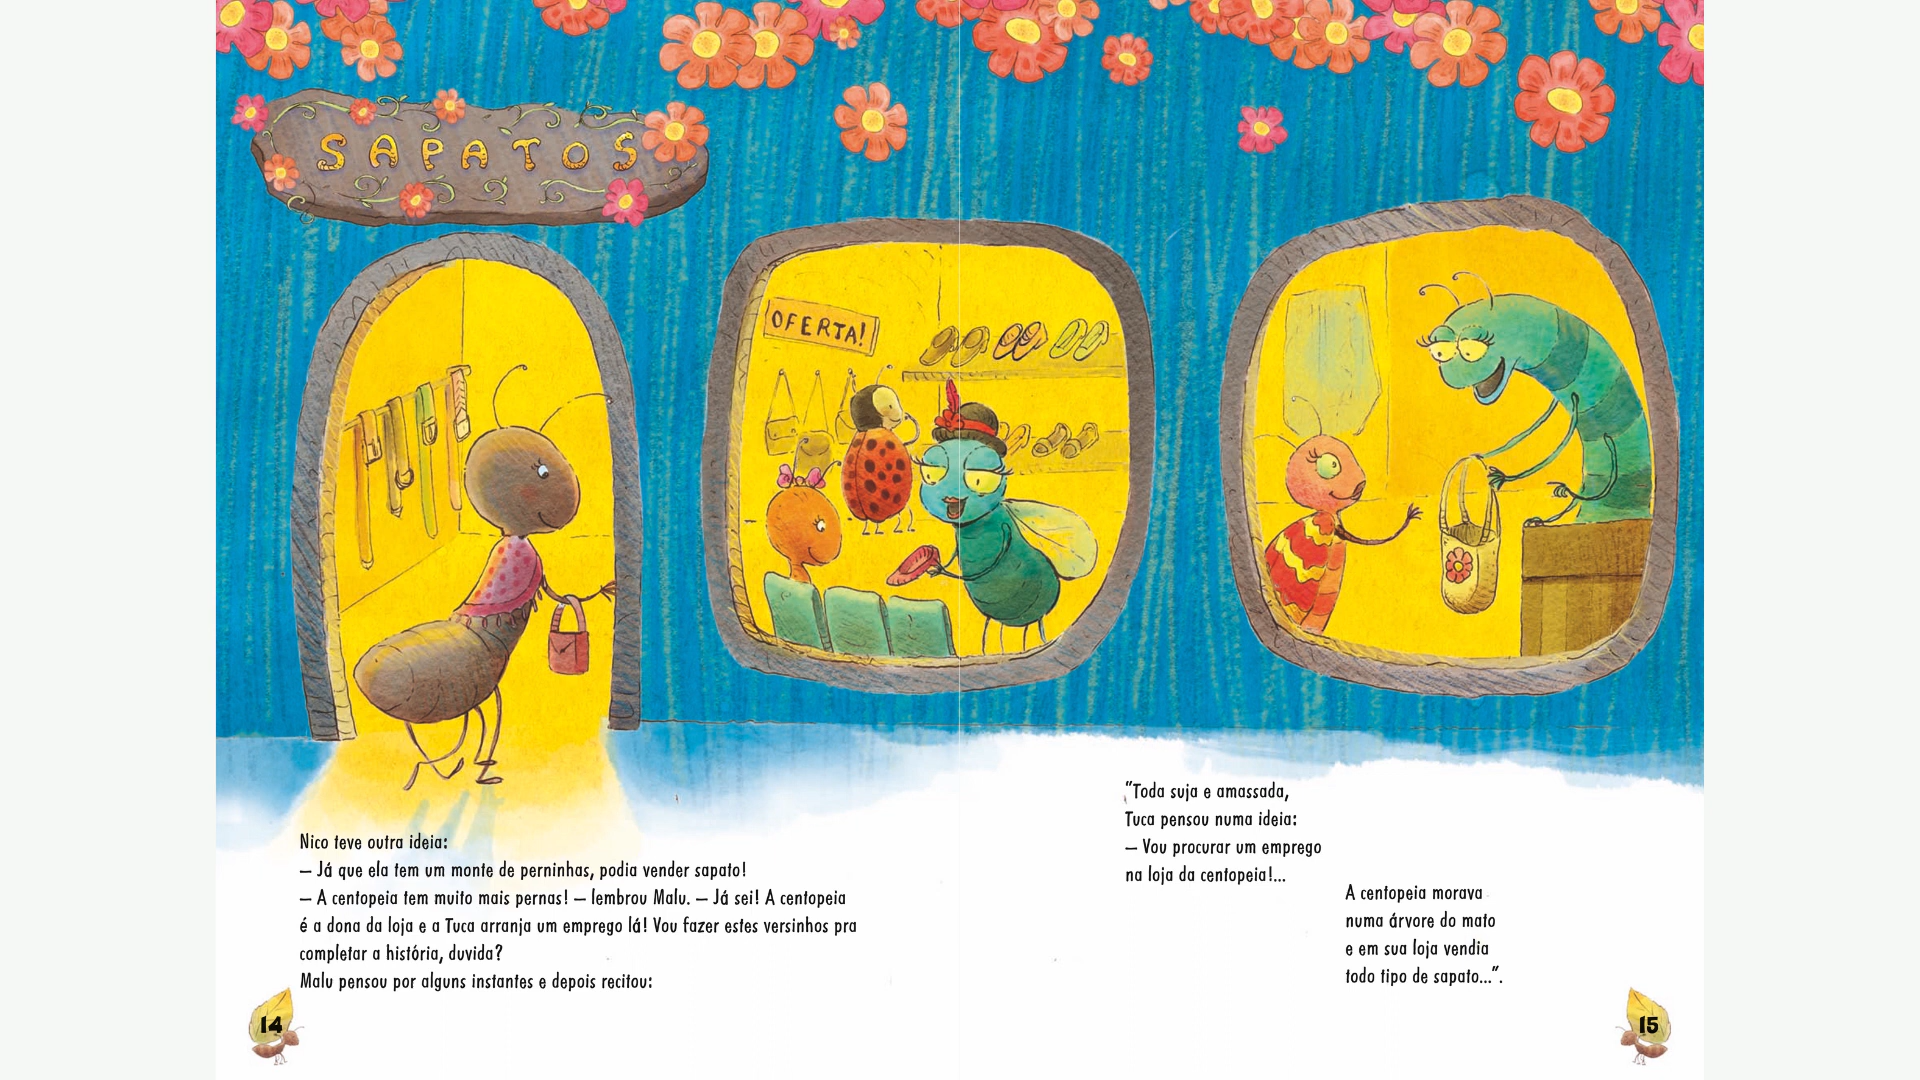 SAPATOS
OFERTA!
Nico teve outra ideia:
– Já que ela tem um monte de perninhas, podia vender sapato!
– A centopeia tem muito mais pernas! – lembrou Malu. – Já sei! A centopeia
é a dona da loja e a Tuca arranja um emprego lá! Vou fazer estes versinhos pra
completar a história, duvida?
Malu pensou por alguns instantes e depois recitou:
14
"Toda suja e amassada,
Tuca pensou numa ideia:
– Vou procurar um emprego
na loja da centopeia!...
A centopeia morava
numa árvore do mato
e em sua loja vendia
todo tipo de sapato...".
15